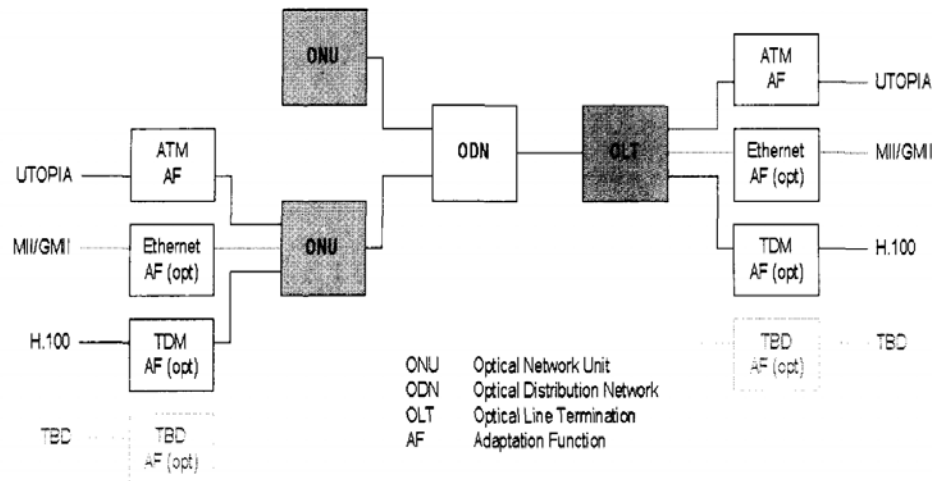 ONU
ATM
AF
UTOPIA
ODN
OLT
Ethernet
AF (opt)
MII/GMII
TDM
AF (opt)
H.100
TBD
AF (opt)
TBD
UTOPIA
ATM
AF
MII/GMII
Ethernet
AF (opt)
ONU
H.100
TDM
AF (opt)
TBD
TBD
AF (opt)
ONU Optical Network Unit
ODN Optical Distribution Network
OLT Optical Line Termination
AF Adaptation Function